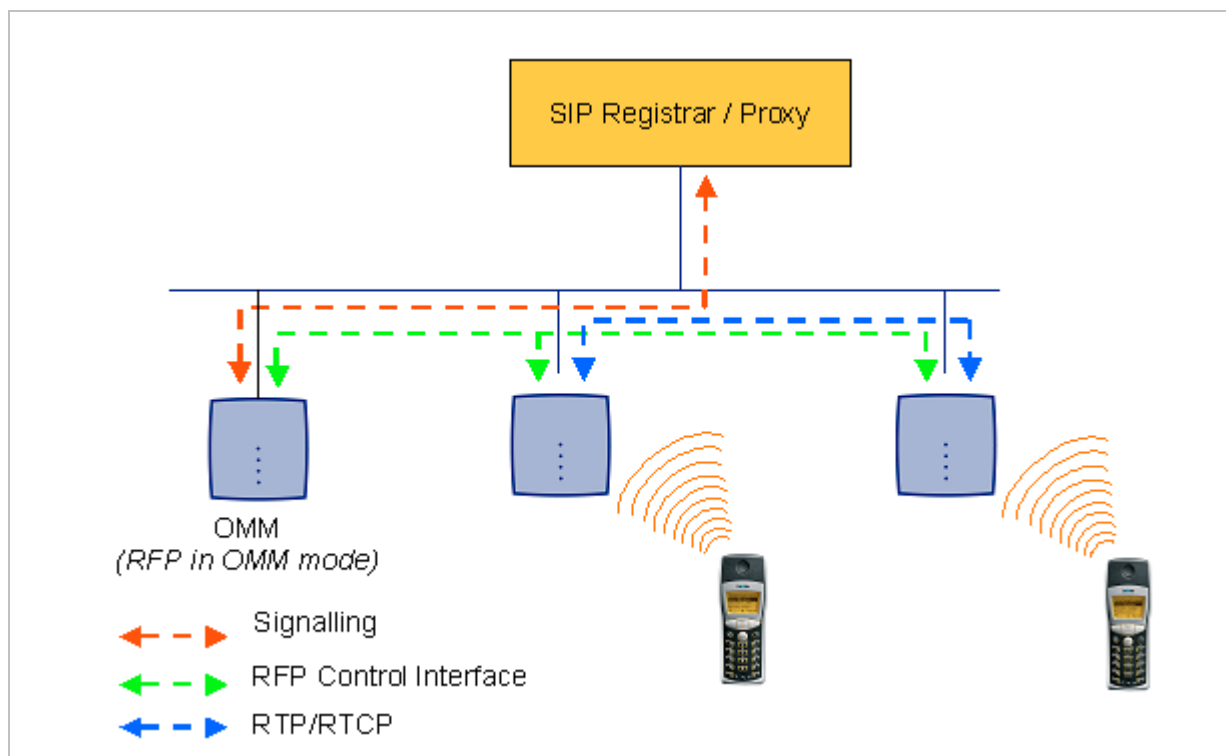 SIP Registrar / Proxy
OMM
(RFP in OMM mode)
Signalling
RFP Control Interface
RTP/RTCP